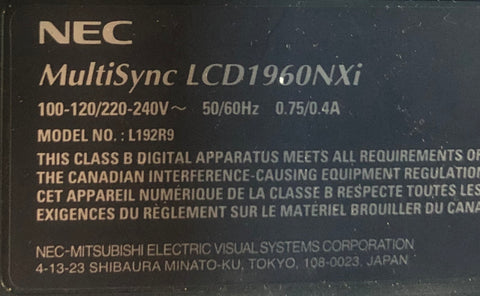 NEC
MultiSync LCD1960NXi
100-120/220-240V~ 50/60Hz 0.75/0.4A
MODEL NO. : L192R9
THIS CLASS B DIGITAL APPARATUS MEETS ALL REQUIREMENTS OF
THE CANADIAN INTERFERENCE-CAUSING EQUIPMENT REGULATION
CET APPAREIL NUMÉRIQUE DE LA CLASSE B RESPECTE TOUTES LES
EXIGENCES DU RÈGLEMENT SUR LE MATÉRIEL BROUILLER DU CANA
NEC-MITSUBISHI ELECTRIC VISUAL SYSTEMS CORPORATION
4-13-23 SHIBAURA MINATO-KU, TOKYO, 108-0023. JAPAN